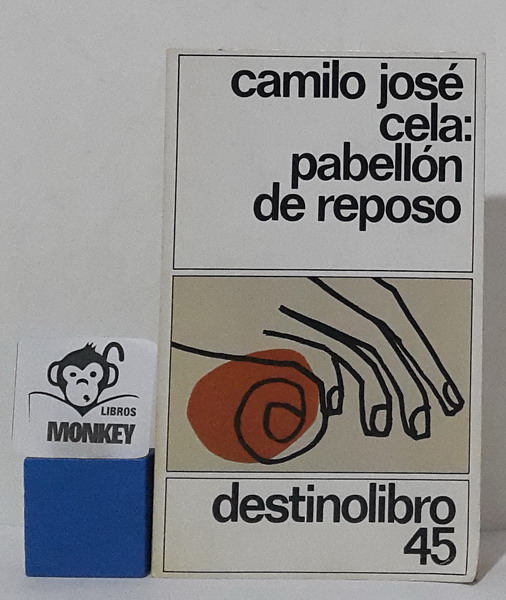 camilo josé
cela:
pabellón
de reposo
LIBROS
MONKEY
destinolibro
45